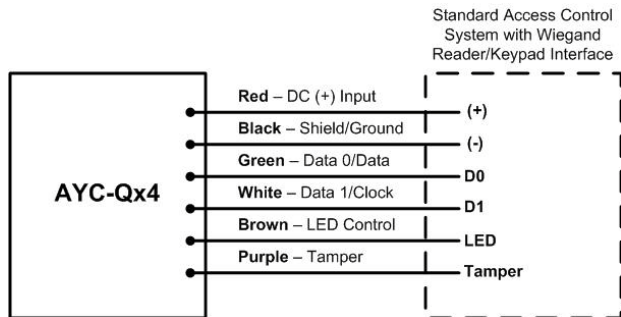 Standard Access Control
System with Wiegand
Reader/Keypad Interface
AYC-Qx4
Red – DC (+) Input
(+)
Black – Shield/Ground
(-)
Green – Data 0/Data
D0
White – Data 1/Clock
D1
Brown – LED Control
LED
Purple – Tamper
Tamper